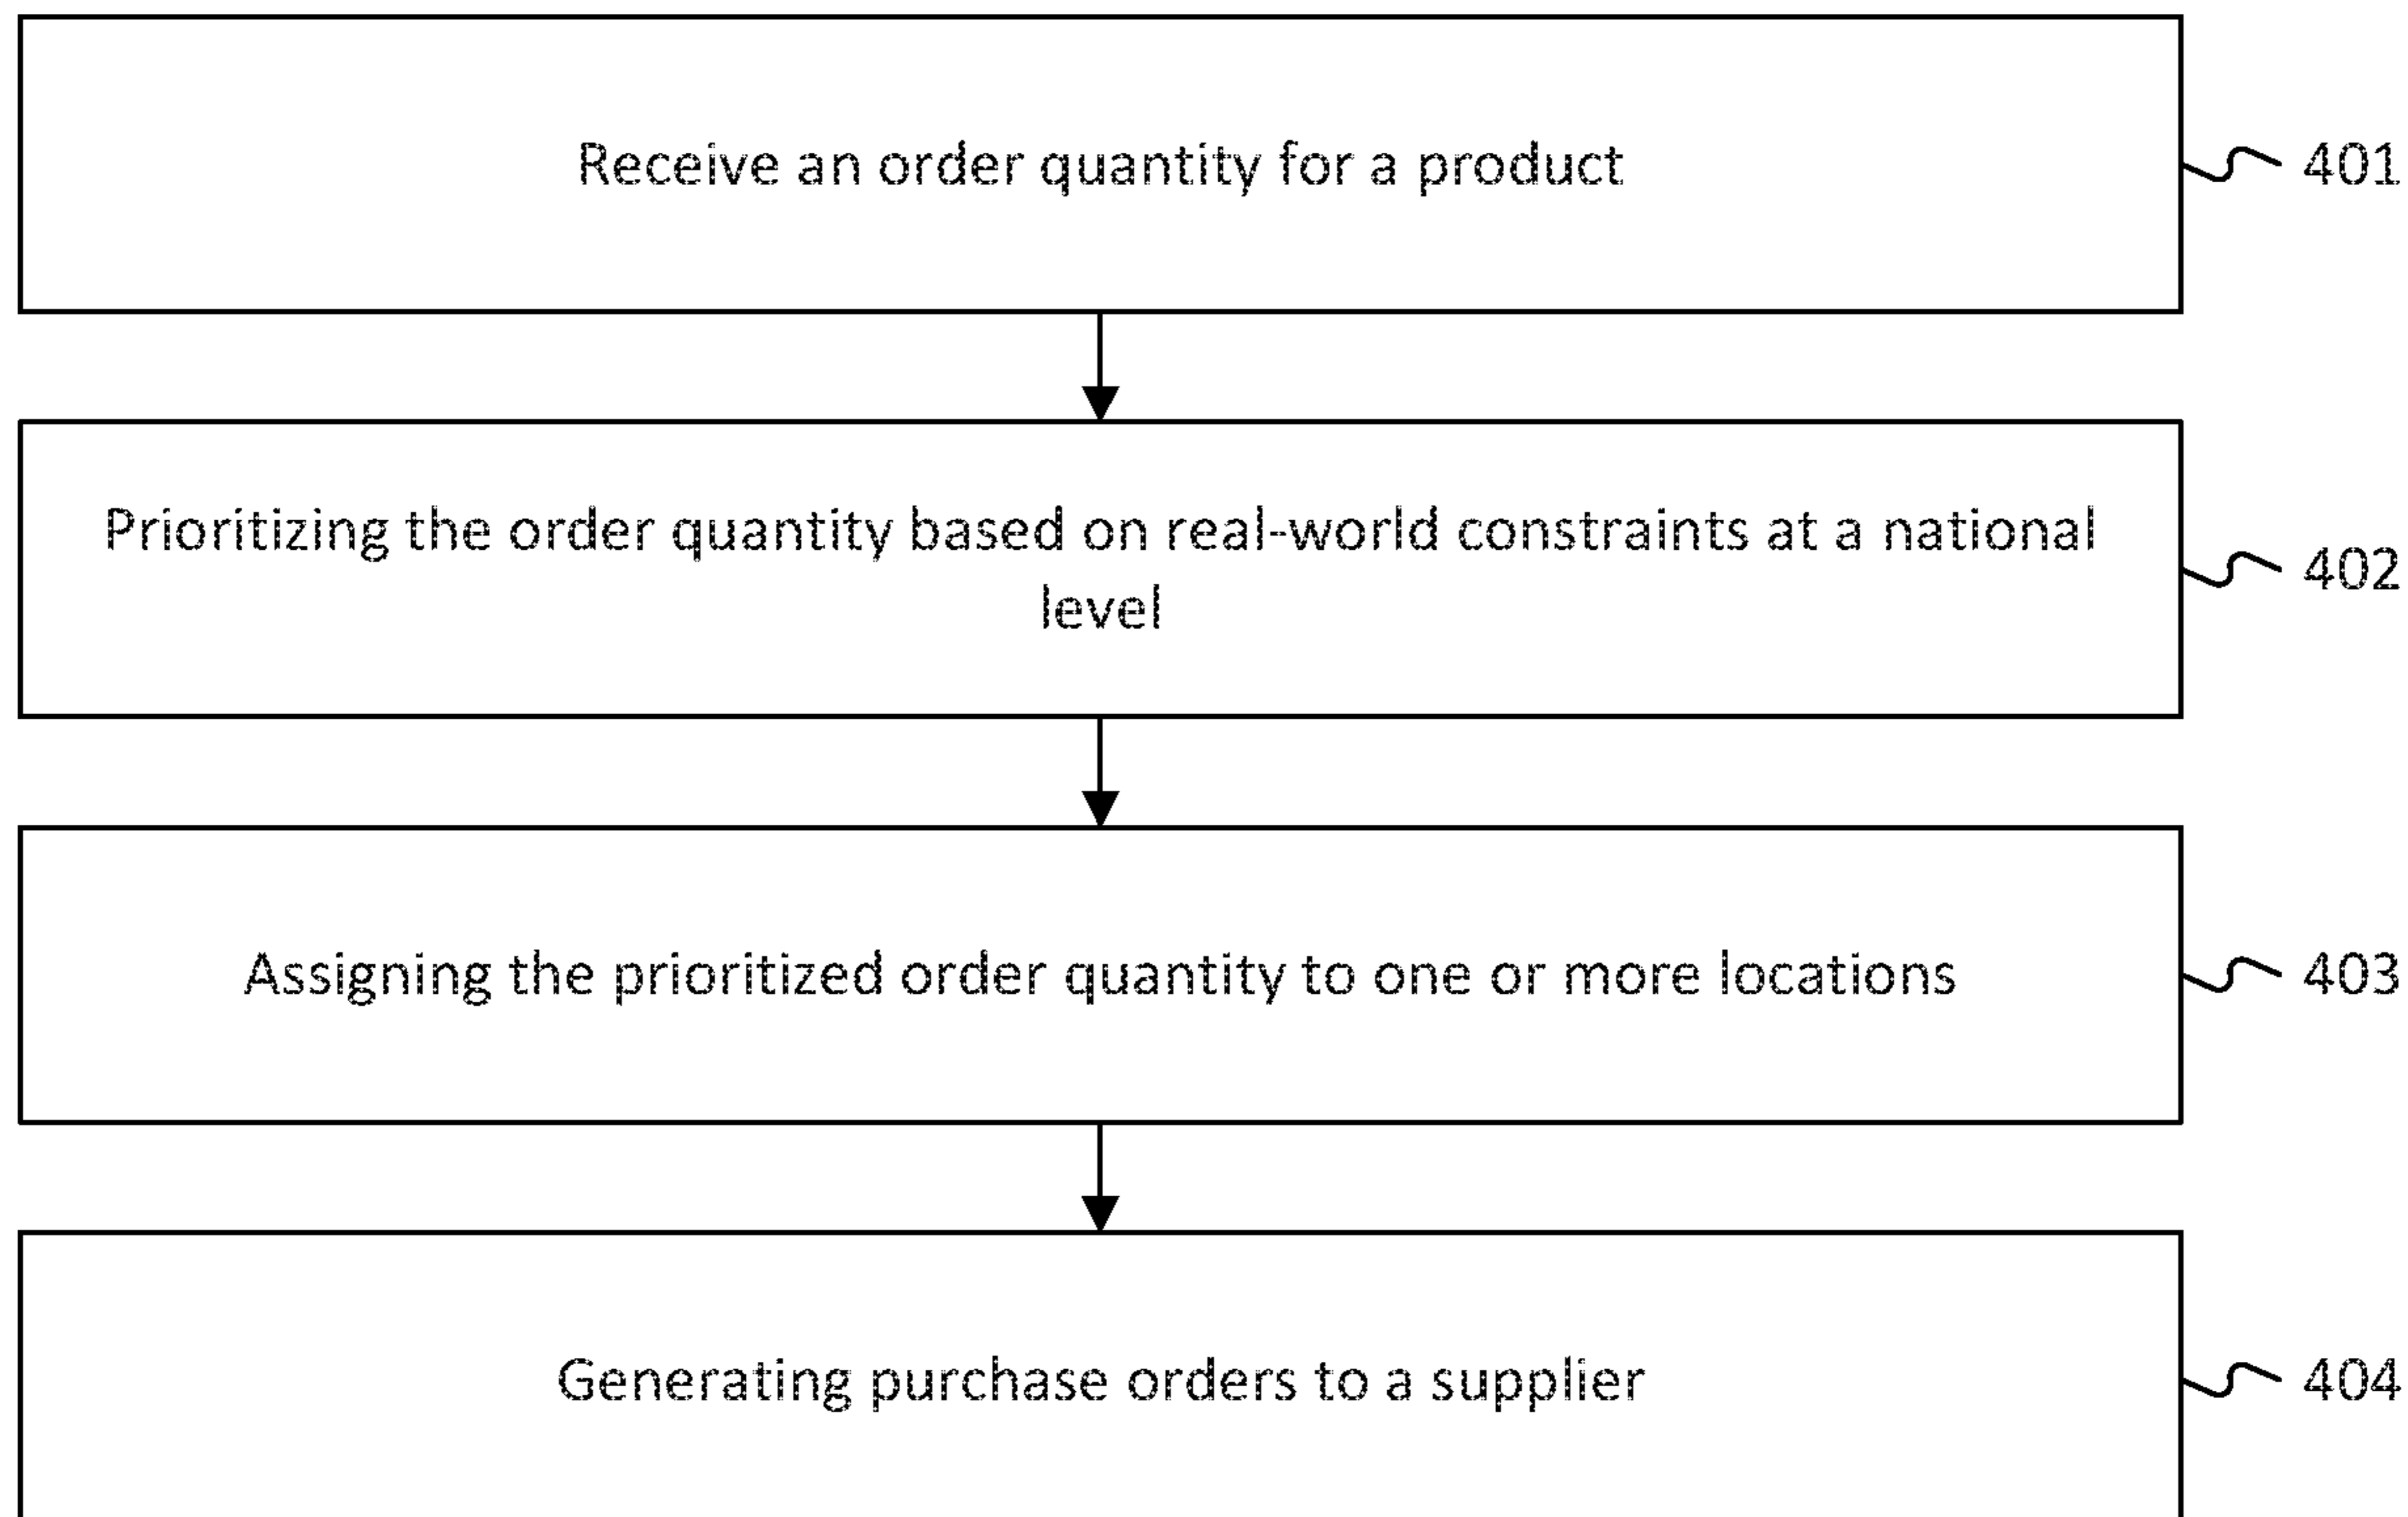 Receive an order quantity for a product
401
Prioritizing the order quantity based on real-world constraints at a national
level
402
Assigning the prioritized order quantity to one or more locations
403
Generating purchase orders to a supplier
404